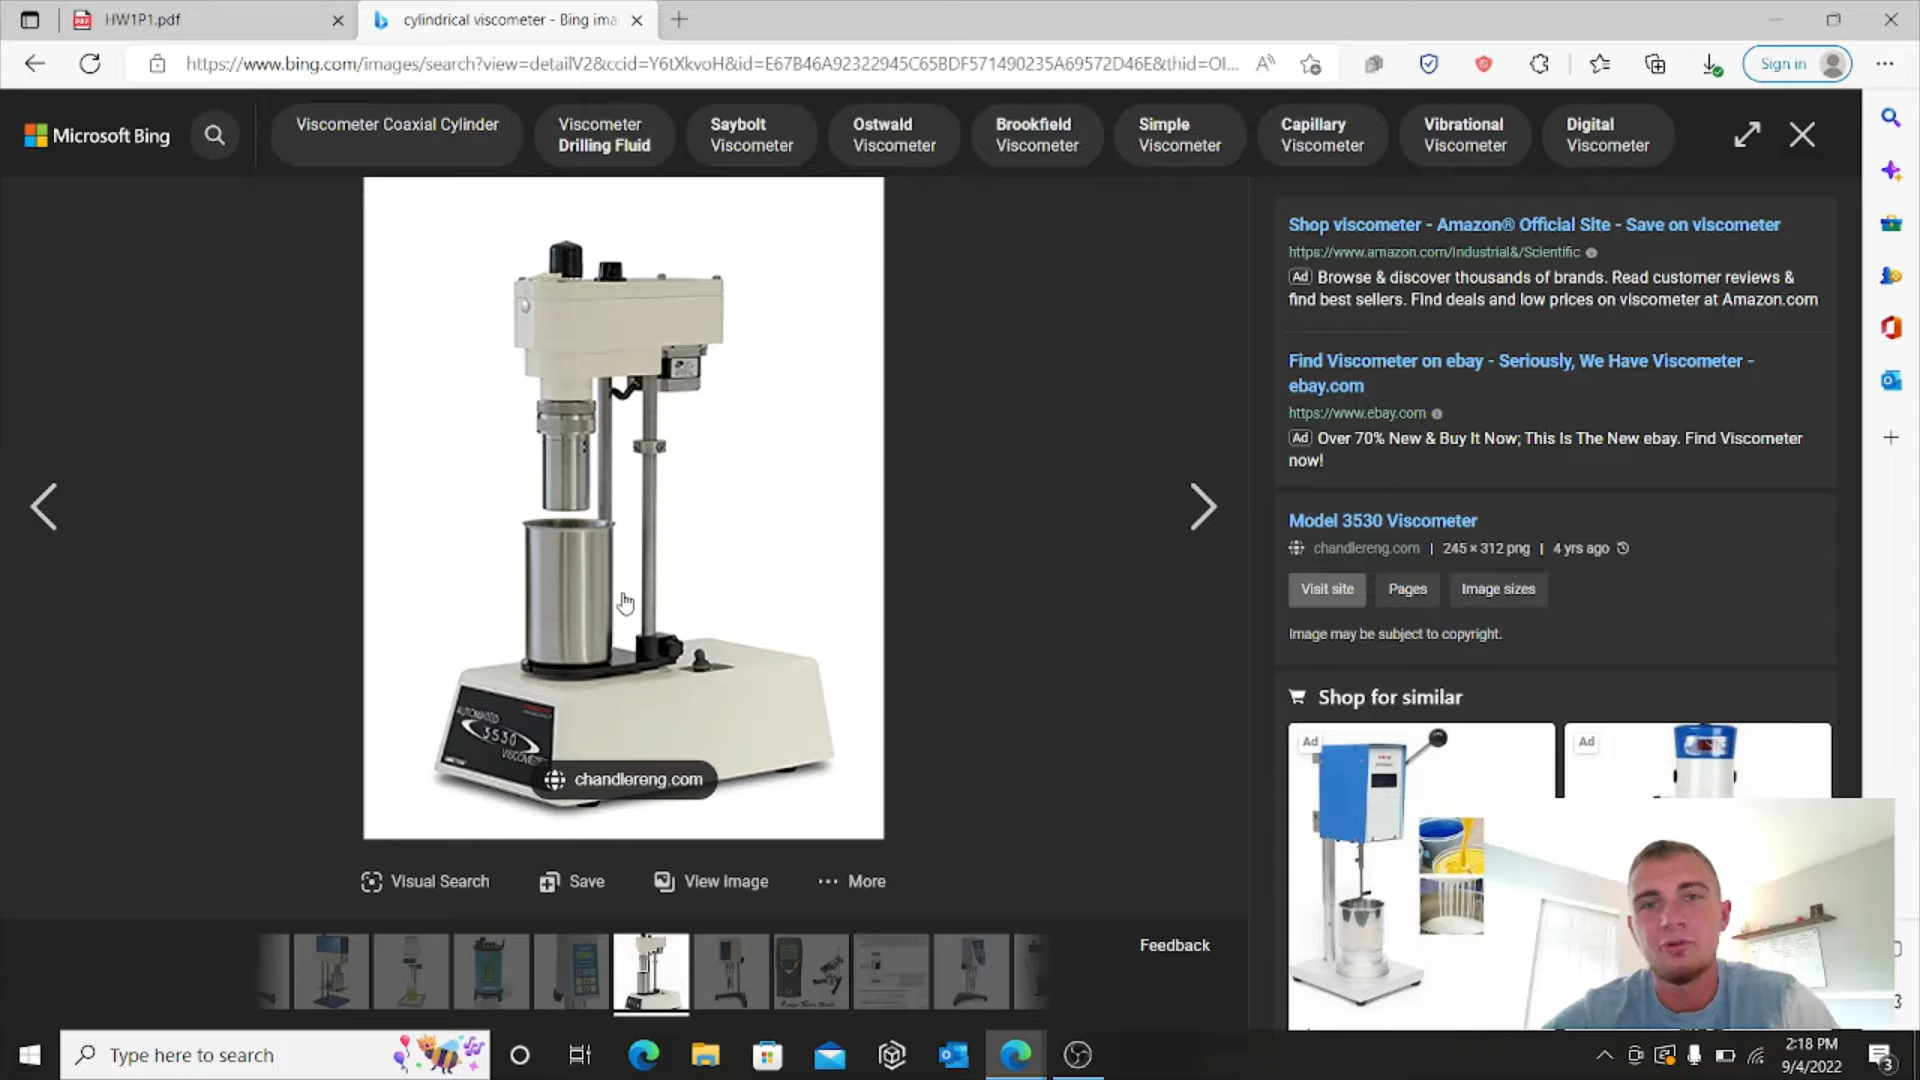 HW1P1.pdf
cylindrical viscometer - Bing ima
https://www.bing.com/images/search?view=detailV2&ccid=Y6tXkvoH&id=E67B46A92322945C65BDF571490235A69572D46E&thid=OI...
Sign in
Microsoft Bing
Viscometer Coaxial Cylinder
Viscometer
Drilling Fluid
Saybolt
Viscometer
Ostwald
Viscometer
Brookfield
Viscometer
Simple
Viscometer
Capillary
Viscometer
Vibrational
Viscometer
Digital
Viscometer
Shop viscometer - Amazon® Official Site - Save on viscometer
https://www.amazon.com/Industrial&/Scientific
Ad Browse & discover thousands of brands. Read customer reviews &
find best sellers. Find deals and low prices on viscometer at Amazon.com
Find Viscometer on ebay - Seriously, We Have Viscometer -
ebay.com
https://www.ebay.com
Ad Over 70% New & Buy It Now; This Is The New ebay. Find Viscometer
now!
Model 3530 Viscometer
chandlereng.com | 245 × 312 png | 4 yrs ago
Visit site
Pages
Image sizes
Image may be subject to copyright.
Shop for similar
Ad
Ad
AUTOMATED
3530
VISCOMETER
chandlereng.com
Visual Search
Save
View Image
More
Feedback
Type here to search
2:18 PM
9/4/2022
3